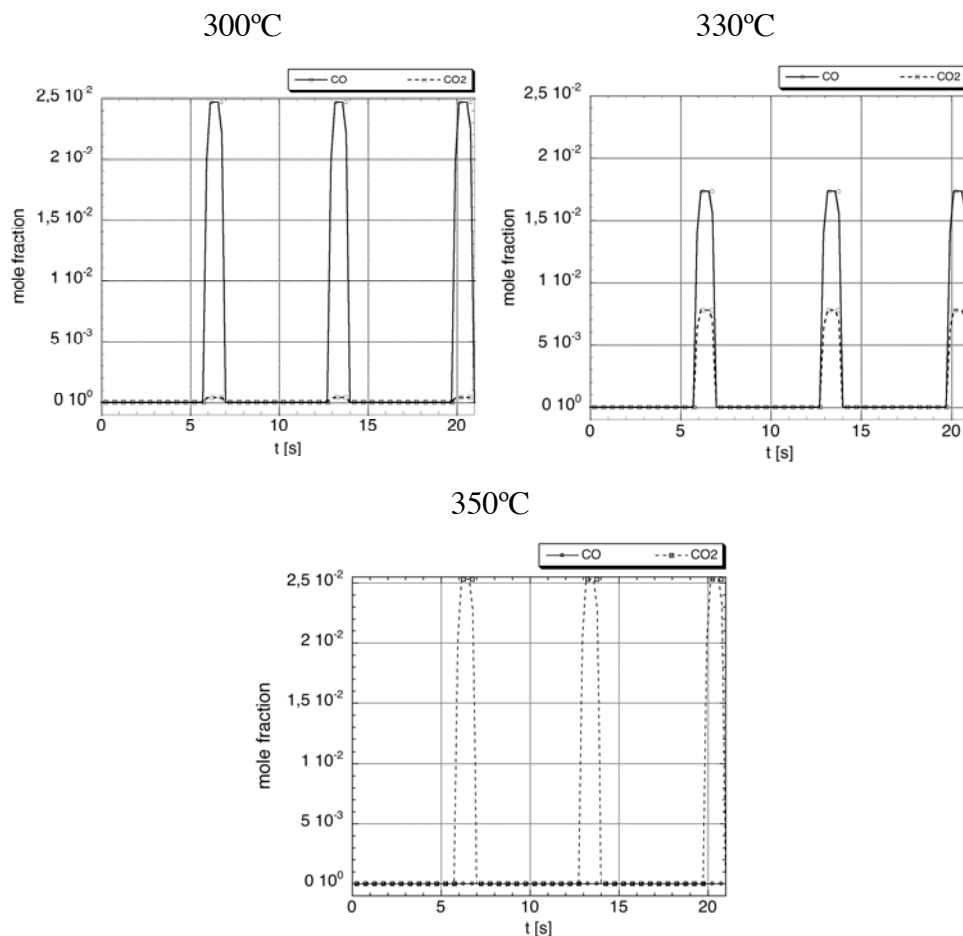 300ºC
330ºC
CO CO2
CO CO2
2,5 10-2
2 10-2
1,5 10-2
1 10-2
5 10-3
0 100
mole fraction
0 5 10 15 20
t [s]
2,5 10-2
2 10-2
1,5 10-2
1 10-2
5 10-3
0 100
mole fraction
0 5 10 15 20
t [s]
350ºC
CO CO2
2,5 10-2
2 10-2
1,5 10-2
1 10-2
5 10-3
0 100
mole fraction
0 5 10 15 20
t [s]